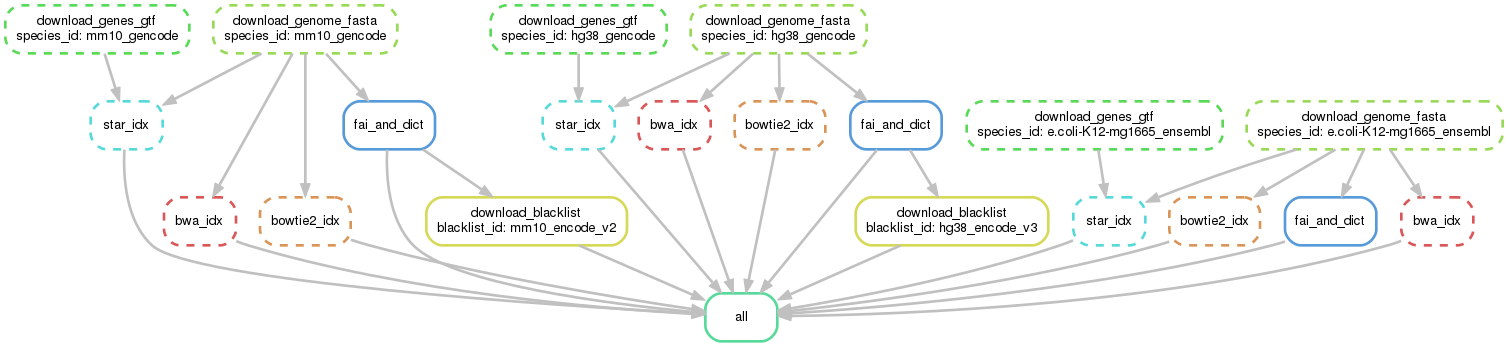 download_genes_gtf
species_id: mm10_gencode
download_genome_fasta
species_id: mm10_gencode
download_genes_gtf
species_id: hg38_gencode
download_genome_fasta
species_id: hg38_gencode
star_idx
fai_and_dict
star_idx
bwa_idx
bowtie2_idx
fai_and_dict
download_genes_gtf
species_id: e.coli-K12-mg1665_ensembl
download_genome_fasta
species_id: e.coli-K12-mg1665_ensembl
bwa_idx
bowtie2_idx
download_blacklist
blacklist_id: mm10_encode_v2
download_blacklist
blacklist_id: hg38_encode_v3
star_idx
bowtie2_idx
fai_and_dict
bwa_idx
all